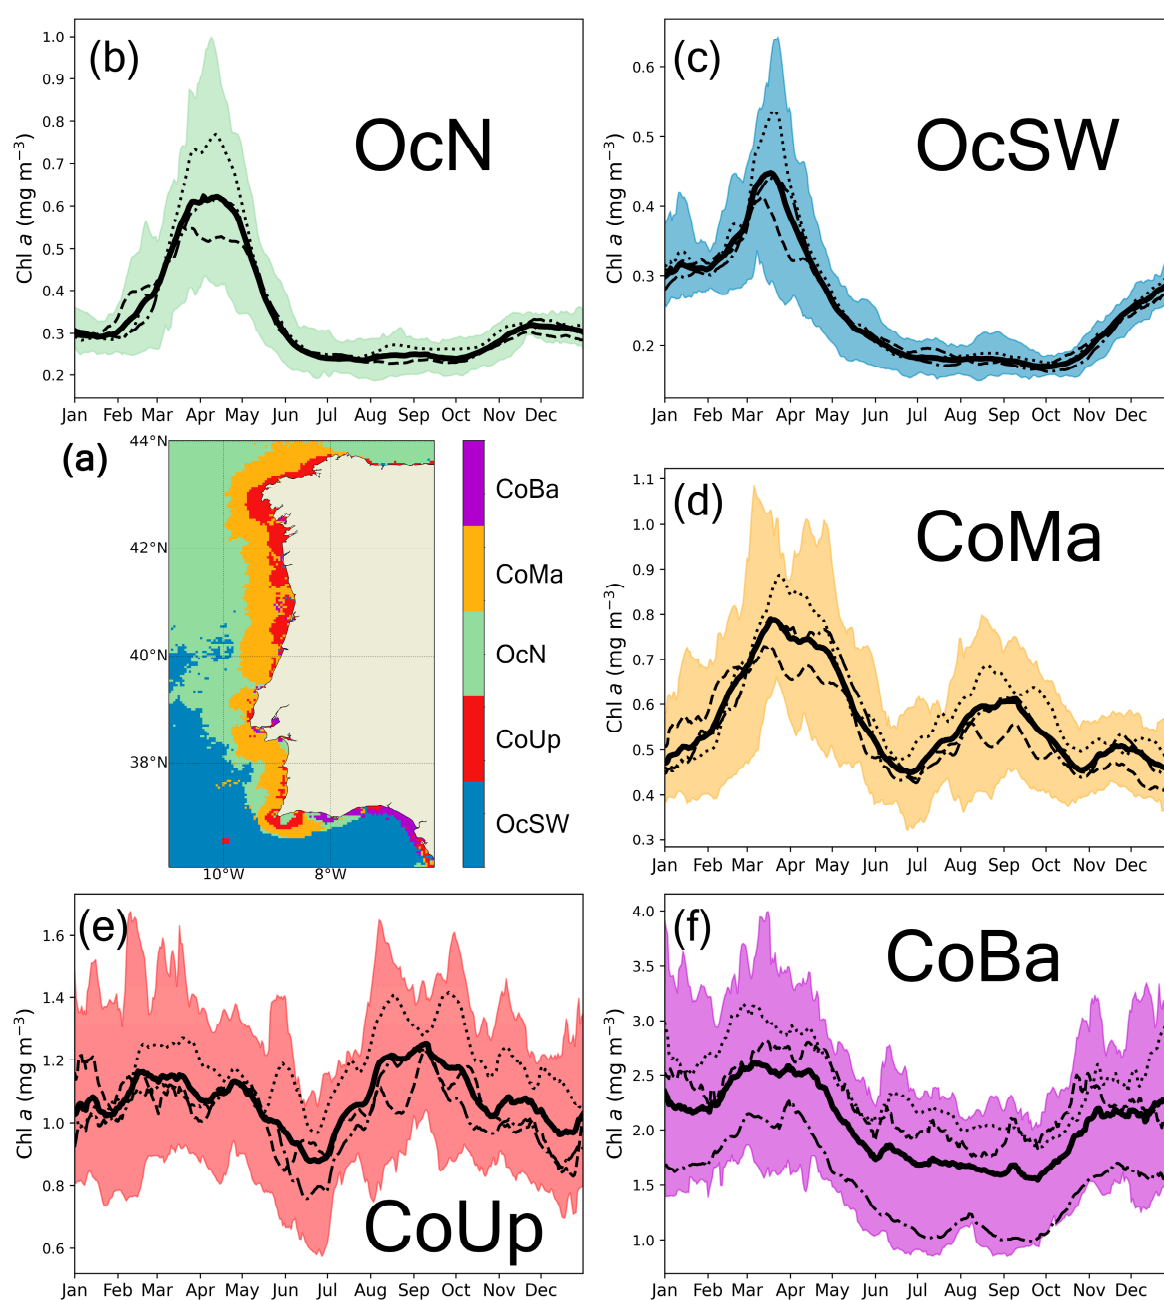 (b)
OcN
Chl a (mg m⁻³)
1.0
0.9
0.8
0.7
0.6
0.5
0.4
0.3
0.2
Jan Feb Mar Apr May Jun Jul Aug Sep Oct Nov Dec
(c)
OcSW
Chl a (mg m⁻³)
0.6
0.5
0.4
0.3
0.2
Jan Feb Mar Apr May Jun Jul Aug Sep Oct Nov Dec
(a)
44°N
42°N
40°N
38°N
10°W 8°W
CoBa
CoMa
OcN
CoUp
OcSW
(d)
CoMa
Chl a (mg m⁻³)
1.1
1.0
0.9
0.8
0.7
0.6
0.5
0.4
0.3
Jan Feb Mar Apr May Jun Jul Aug Sep Oct Nov Dec
(e)
CoUp
Chl a (mg m⁻³)
1.6
1.4
1.2
1.0
0.8
0.6
Jan Feb Mar Apr May Jun Jul Aug Sep Oct Nov Dec
(f)
CoBa
Chl a (mg m⁻³)
4.0
3.5
3.0
2.5
2.0
1.5
1.0
Jan Feb Mar Apr May Jun Jul Aug Sep Oct Nov Dec